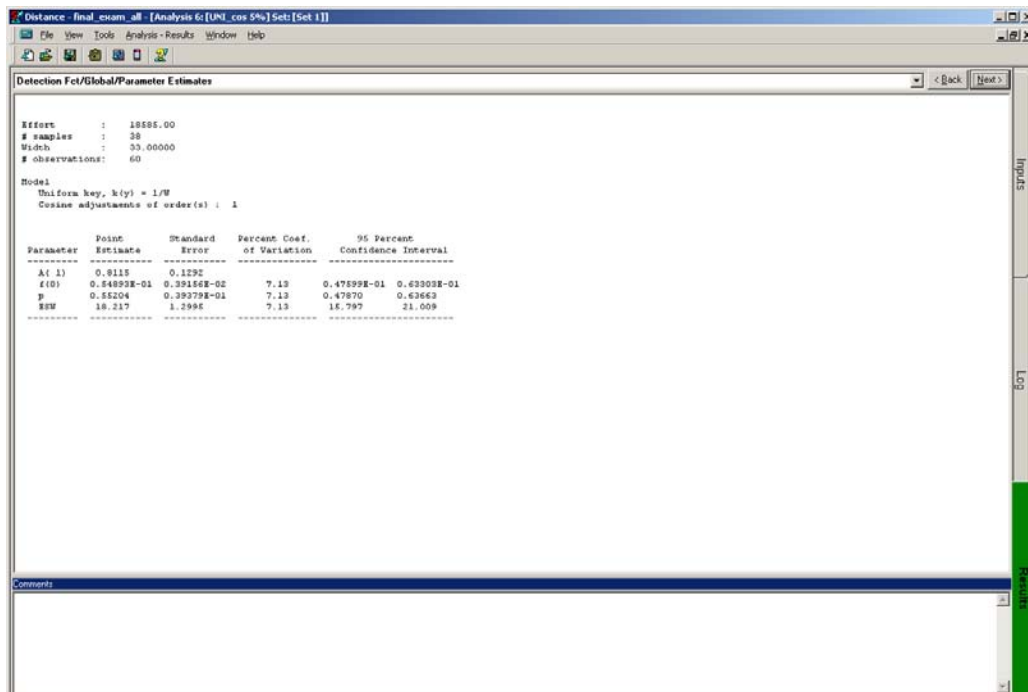 Distance - final_exam_all - [Analysis 6: [UNI_cos 5%] Set: [Set 1]]
File View Tools Analysis - Results Window Help
Detection Fct/Global/Parameter Estimates
< Back Next >
Effort : 18585.00
# samples : 38
Width : 33.00000
# observations: 60
Model
Uniform key, k(y) = 1/W
Cosine adjustments of order(s) : 1
Point Standard Percent Coef. 95 Percent
Parameter Estimate Error of Variation Confidence Interval
A( 1) 0.8115 0.1292
f(0) 0.54893E-01 0.39156E-02 7.13 0.47599E-01 0.63303E-01
p 0.55204 0.39379E-01 7.13 0.47870 0.63663
ESW 18.217 1.2995 7.13 15.797 21.009
Comments
Inputs
Log
Results